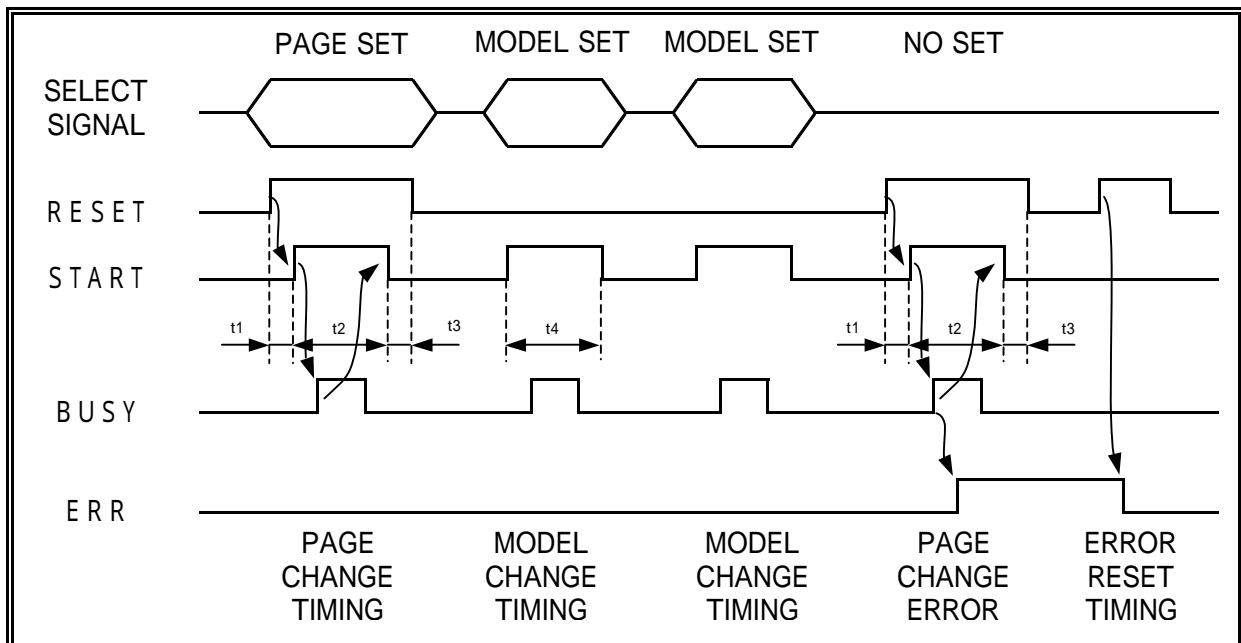 PAGE SET
MODEL SET
MODEL SET
NO SET
SELECT
SIGNAL
RESET
START
t1
t2
t3
t4
t1
t2
t3
BUSY
ERR
PAGE
CHANGE
TIMING
MODEL
CHANGE
TIMING
MODEL
CHANGE
TIMING
PAGE
CHANGE
ERROR
ERROR
RESET
TIMING